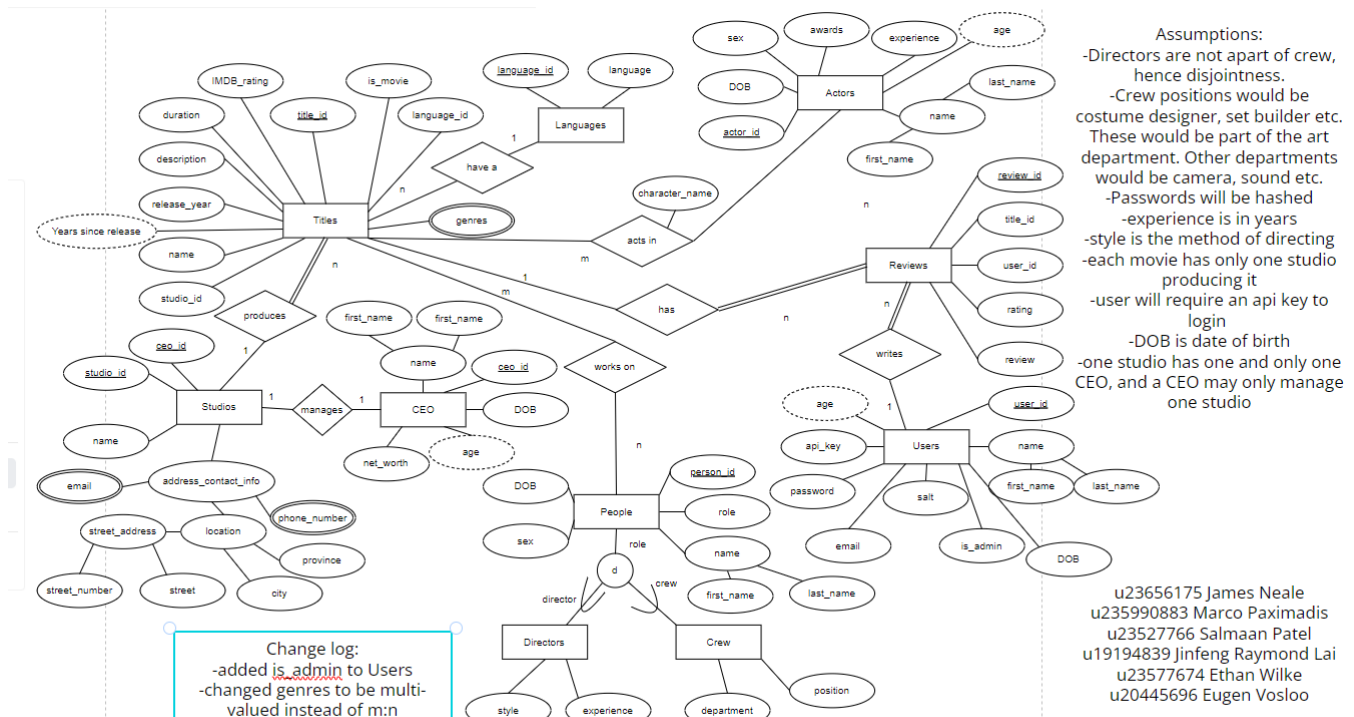 sex
awards
experience
age
Assumptions:
-Directors are not apart of crew,
hence disjointness.
-Crew positions would be
costume designer, set builder etc.
These would be part of the art
department. Other departments
would be camera, sound etc.
-Passwords will be hashed
-experience is in years
-style is the method of directing
-each movie has only one studio
producing it
-user will require an api key to
login
-DOB is date of birth
-one studio has one and only one
CEO, and a CEO may only manage
one studio
DOB
Actors
last_name
name
actor_id
first_name
IMDB_rating
is_movie
language_id
language
duration
title_id
language_id
Languages
1
description
have a
n
release_year
Titles
genres
character_name
n
review_id
Years since release
acts in
m
title_id
name
n
1
Reviews
user_id
studio_id
m
has
n
rating
produces
first_name
first_name
n
writes
review
ceo_id
1
name
works on
studio_id
ceo_id
1
age
user_id
Studios
1
manages
1
CEO
DOB
api_key
Users
name
name
net_worth
age
n
password
salt
first_name
last_name
email
address_contact_info
person_id
DOB
phone_number
People
role
email
is_admin
DOB
street_address
location
sex
role
name
province
d
street_number
street
city
director
crew
first_name
last_name
Directors
Crew
style
experience
department
position
Change log:
-added is_admin to Users
-changed genres to be multi-
valued instead of m:n
u23656175 James Neale
u235990883 Marco Paximadis
u23527766 Salmaan Patel
u19194839 Jinfeng Raymond Lai
u23577674 Ethan Wilke
u20445696 Eugen Vosloo